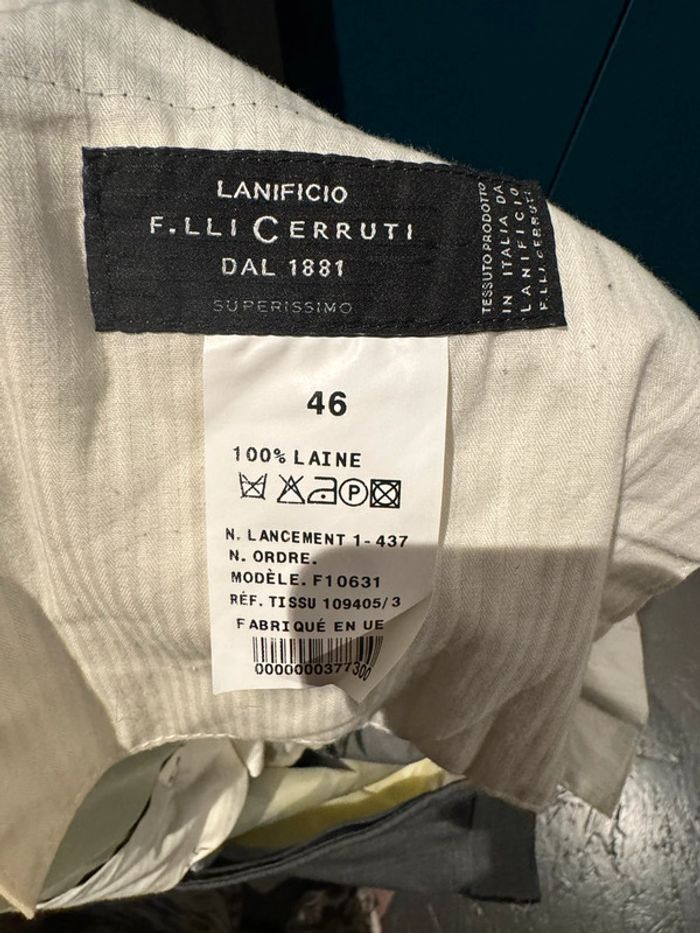 LANIFICIO
F.LLI CERRUTI
DAL 1881
SUPERISSIMO
TESSUTO PRODOTTO
IN ITALIA DA
LANIFICIO
F.LLI CERRUTI
46
100% LAINE
P
N. LANCEMENT 1-437
N. ORDRE.
MODÈLE. F10631
RÉF. TISSU 109405/3
FABRIQUÉ EN UE
0000000377300